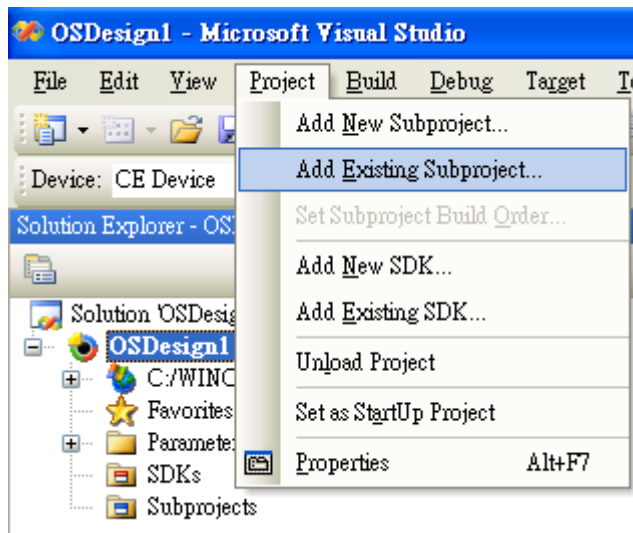 OSDesign1 - Microsoft Visual Studio
File Edit View Project Build Debug Target
Add New Subproject...
Device: CE Device
Add Existing Subproject...
Solution Explorer - OS
Set Subproject Build Order...
Add New SDK...
Solution 'OSDesig
Add Existing SDK...
OSDesign1
Unload Project
C:/WINC
Favorites
Set as StartUp Project
Parameter
Properties Alt+F7
SDKs
Subprojects